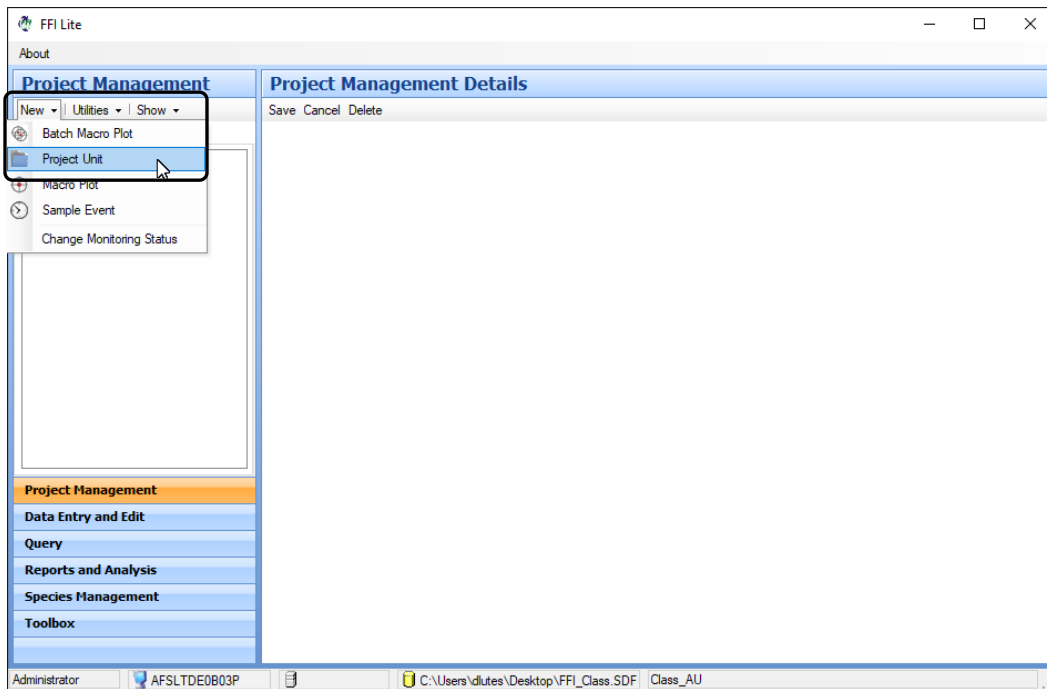 FFI Lite
About
Project Management
New Utilities Show
Batch Macro Plot
Project Unit
Macro Plot
Sample Event
Change Monitoring Status
Project Management
Data Entry and Edit
Query
Reports and Analysis
Species Management
Toolbox
Project Management Details
Save Cancel Delete
Administrator AFSLTDE0B03P C:\Users\dlutes\Desktop\FFI_Class.SDF Class_AU